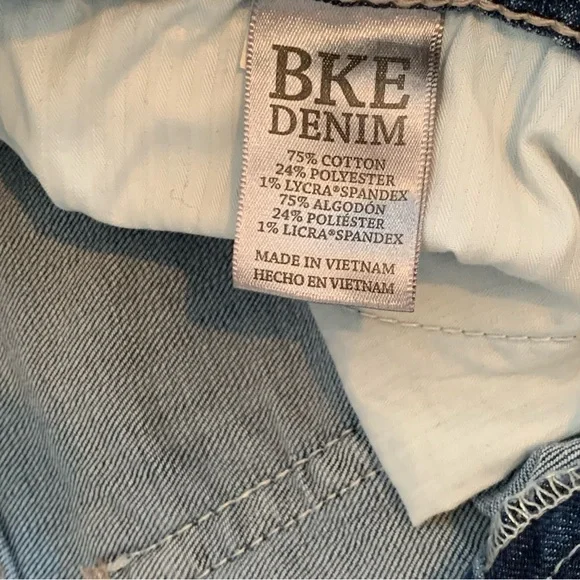 BKE
DENIM
75% COTTON
24% POLYESTER
1% LYCRA®SPANDEX
75% ALGODÓN
24% POLIÉSTER
1% LICRA®SPANDEX
MADE IN VIETNAM
HECHO EN VIETNAM